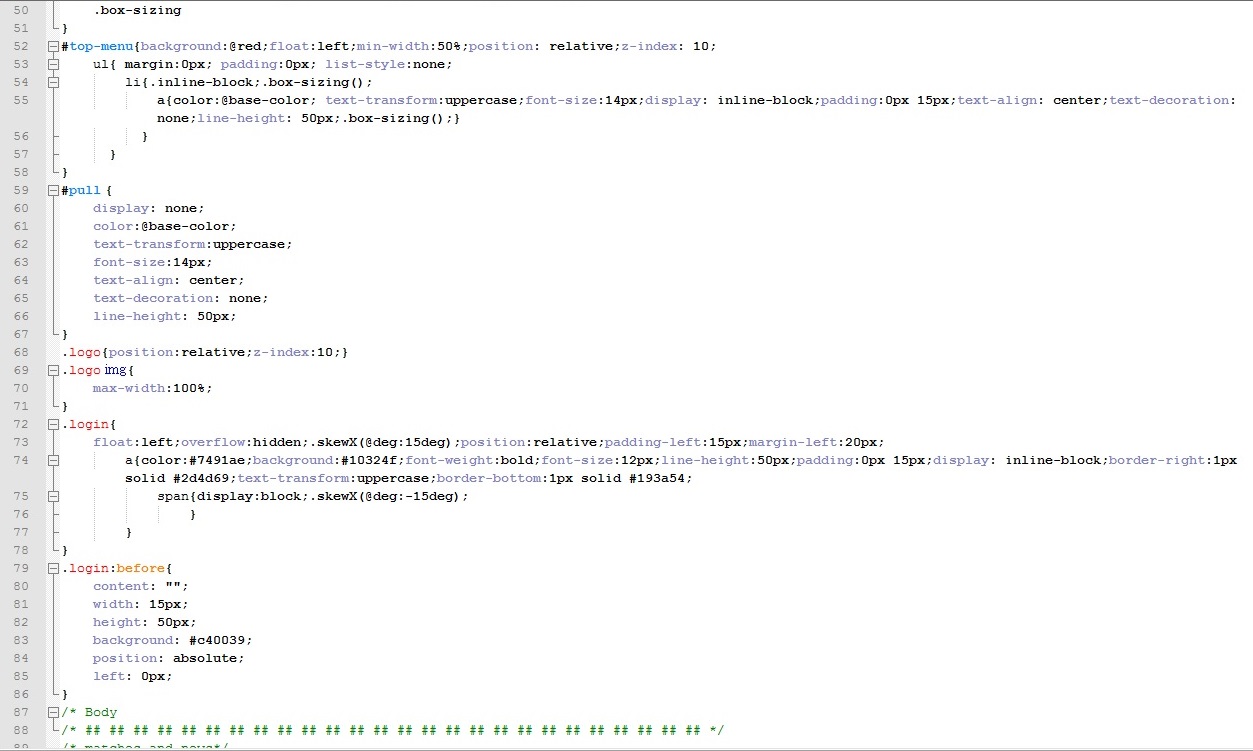 50 .box-sizing
51 }
52 #top-menu{background:@red;float:left;min-width:50%;position: relative;z-index: 10;
53 ul{ margin:0px; padding:0px; list-style:none;
54 li{.inline-block;.box-sizing();
55 a{color:@base-color; text-transform:uppercase;font-size:14px;display: inline-block;padding:0px 15px;text-align: center;text-decoration:
none;line-height: 50px;.box-sizing();}
56 }
57 }
58 }
59 #pull {
60 display: none;
61 color:@base-color;
62 text-transform:uppercase;
63 font-size:14px;
64 text-align: center;
65 text-decoration: none;
66 line-height: 50px;
67 }
68 .logo{position:relative;z-index:10;}
69 .logo img{
70 max-width:100%;
71 }
72 .login{
73 float:left;overflow:hidden;.skewX(@deg:15deg);position:relative;padding-left:15px;margin-left:20px;
74 a{color:#7491ae;background:#10324f;font-weight:bold;font-size:12px;line-height:50px;padding:0px 15px;display: inline-block;border-right:1px
solid #2d4d69;text-transform:uppercase;border-bottom:1px solid #193a54;
75 span{display:block;.skewX(@deg:-15deg);
76 }
77 }
78 }
79 .login:before{
80 content: "";
81 width: 15px;
82 height: 50px;
83 background: #c40039;
84 position: absolute;
85 left: 0px;
86 }
87 /* Body
88 /* ## ## ## ## ## ## ## ## ## ## ## ## ## ## ## ## ## ## ## ## ## ## ## ## ## ## */
89 /* matches and news*/